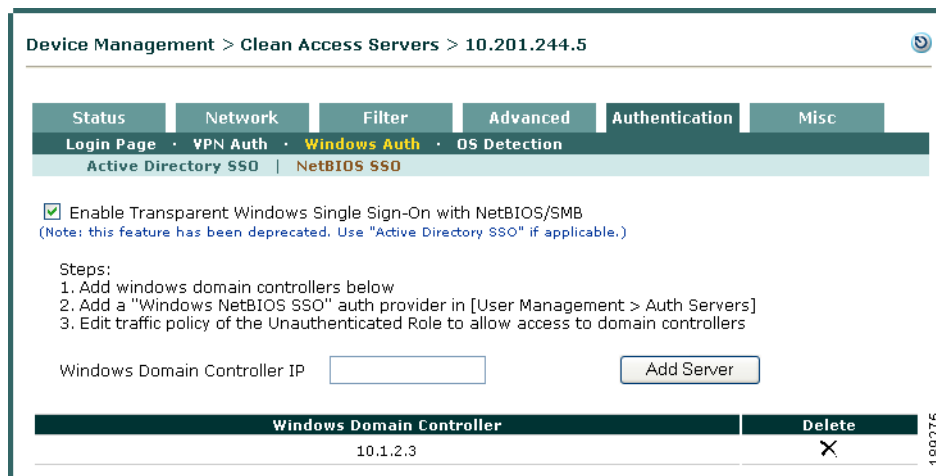 Device Management > Clean Access Servers > 10.201.244.5
Status Network Filter Advanced Authentication Misc
Login Page · VPN Auth · Windows Auth · OS Detection
Active Directory SSO | NetBIOS SSO
Enable Transparent Windows Single Sign-On with NetBIOS/SMB
(Note: this feature has been deprecated. Use "Active Directory SSO" if applicable.)
Steps:
1. Add windows domain controllers below
2. Add a "Windows NetBIOS SSO" auth provider in [User Management > Auth Servers]
3. Edit traffic policy of the Unauthenticated Role to allow access to domain controllers
Windows Domain Controller IP Add Server
Windows Domain Controller Delete
10.1.2.3
189276